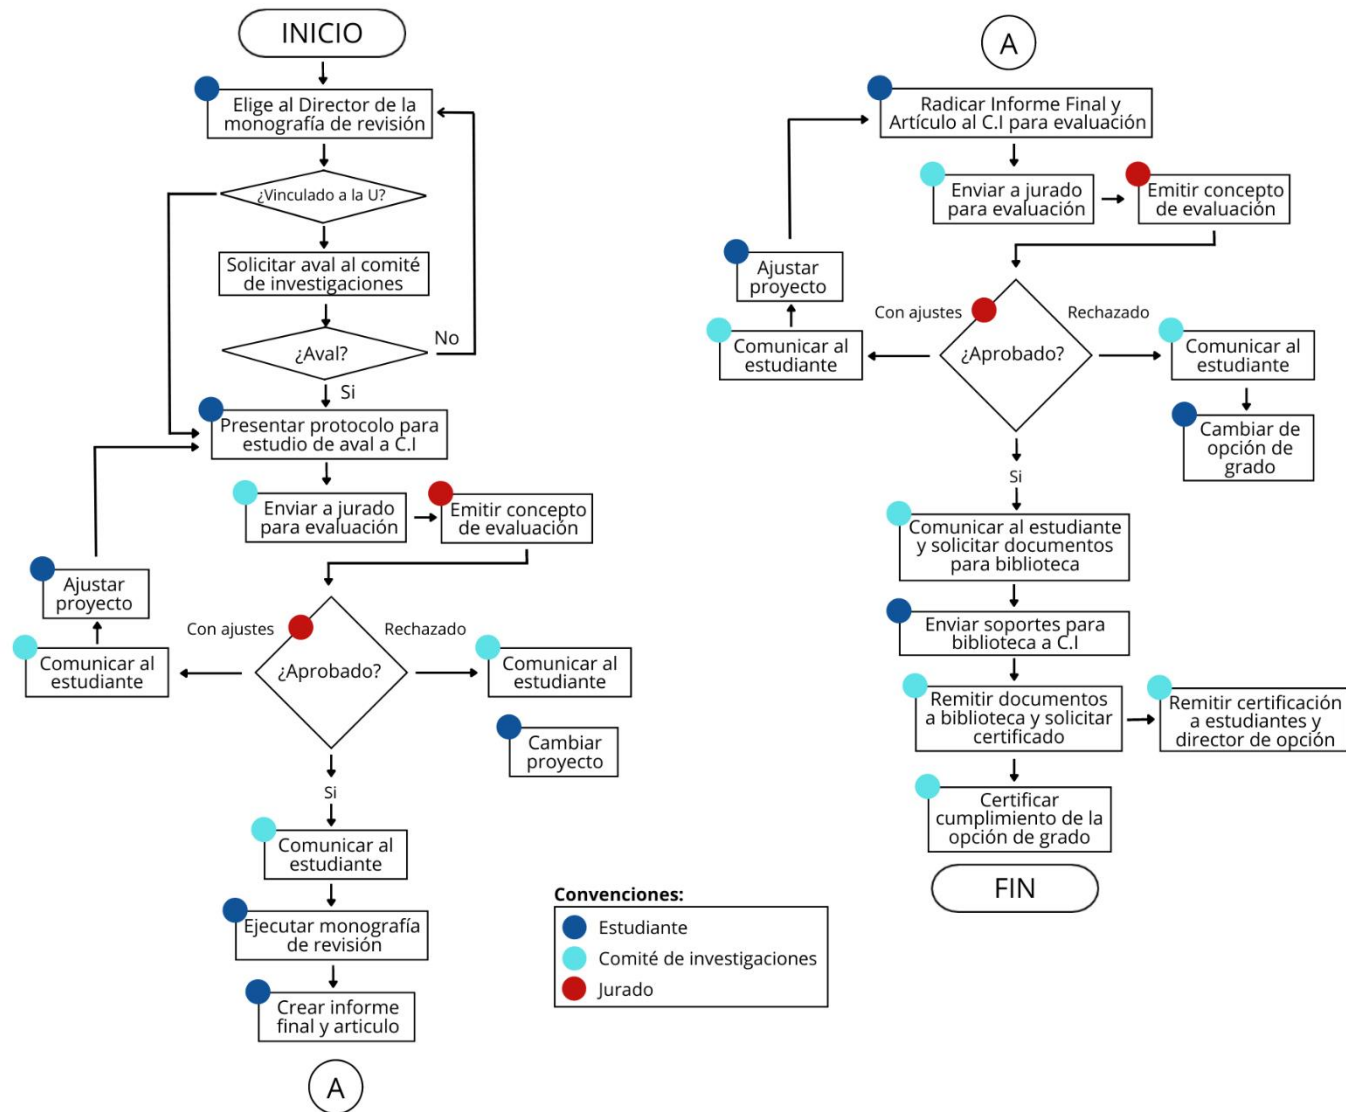 INICIO
Elige al Director de la
monografía de revisión
¿Vinculado a la U?
Solicitar aval al comité
de investigaciones
¿Aval?
No
Si
Presentar protocolo para
estudio de aval a C.I
Enviar a jurado
para evaluación
Emitir concepto
de evaluación
Ajustar
proyecto
Con ajustes
Rechazado
Comunicar al
estudiante
¿Aprobado?
Comunicar al
estudiante
Cambiar
proyecto
Si
Comunicar al
estudiante
Ejecutar monografía
de revisión
Crear informe
final y articulo
A
A
Radicar Informe Final y
Artículo al C.I para evaluación
Enviar a jurado
para evaluación
Emitir concepto
de evaluación
Ajustar
proyecto
Con ajustes
Rechazado
Comunicar al
estudiante
¿Aprobado?
Comunicar al
estudiante
Cambiar de
opción de
grado
Si
Comunicar al estudiante
y solicitar documentos
para biblioteca
Enviar soportes para
biblioteca a C.I
Remitir documentos
a biblioteca y solicitar
certificado
Remitir certificación
a estudiantes y
director de opción
Certificar
cumplimiento de la
opción de grado
FIN
Convenciones:
Estudiante
Comité de investigaciones
Jurado